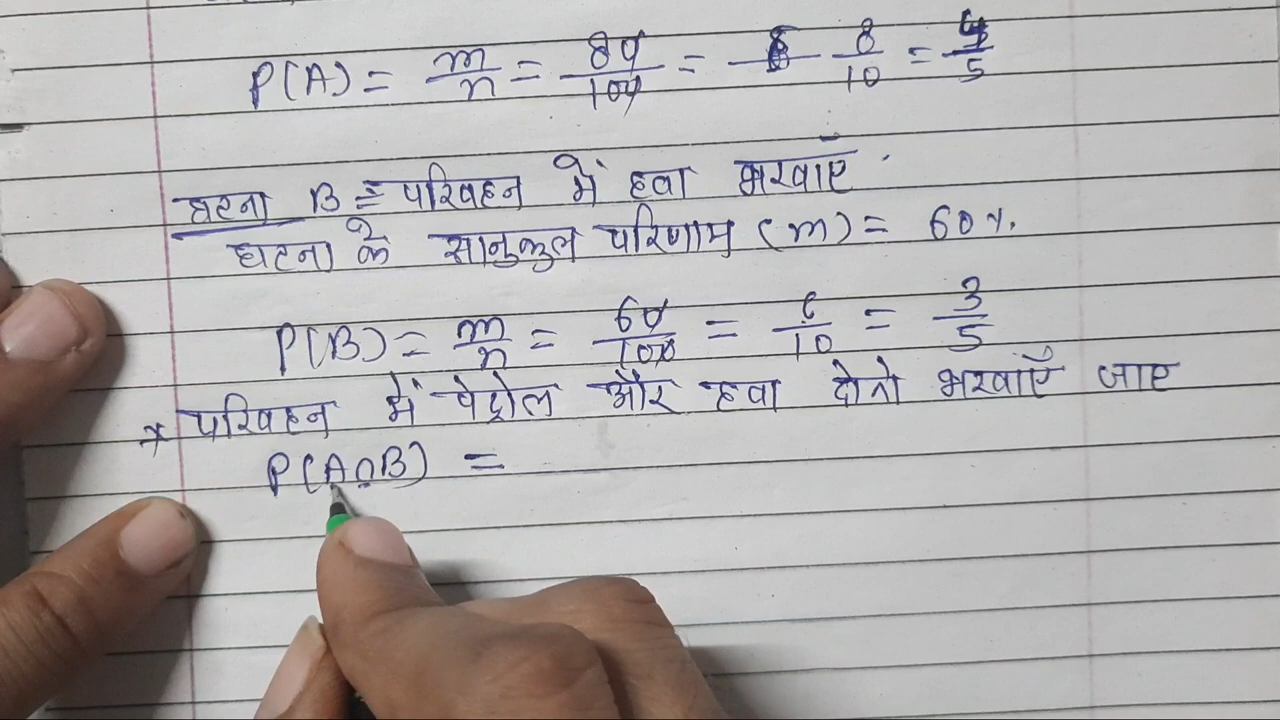 P(A) = m/n = 80/100 = 8/10 = 4/5
घटना B = परिवहन में हवा भरवाएँ
घटना के सानुकुल परिणाम (m) = 60%.
P(B) = m/n = 60/100 = 6/10 = 3/5
* परिवहन में पेट्रोल और हवा दोनो भरवाएँ जाए
P(A∩B) =